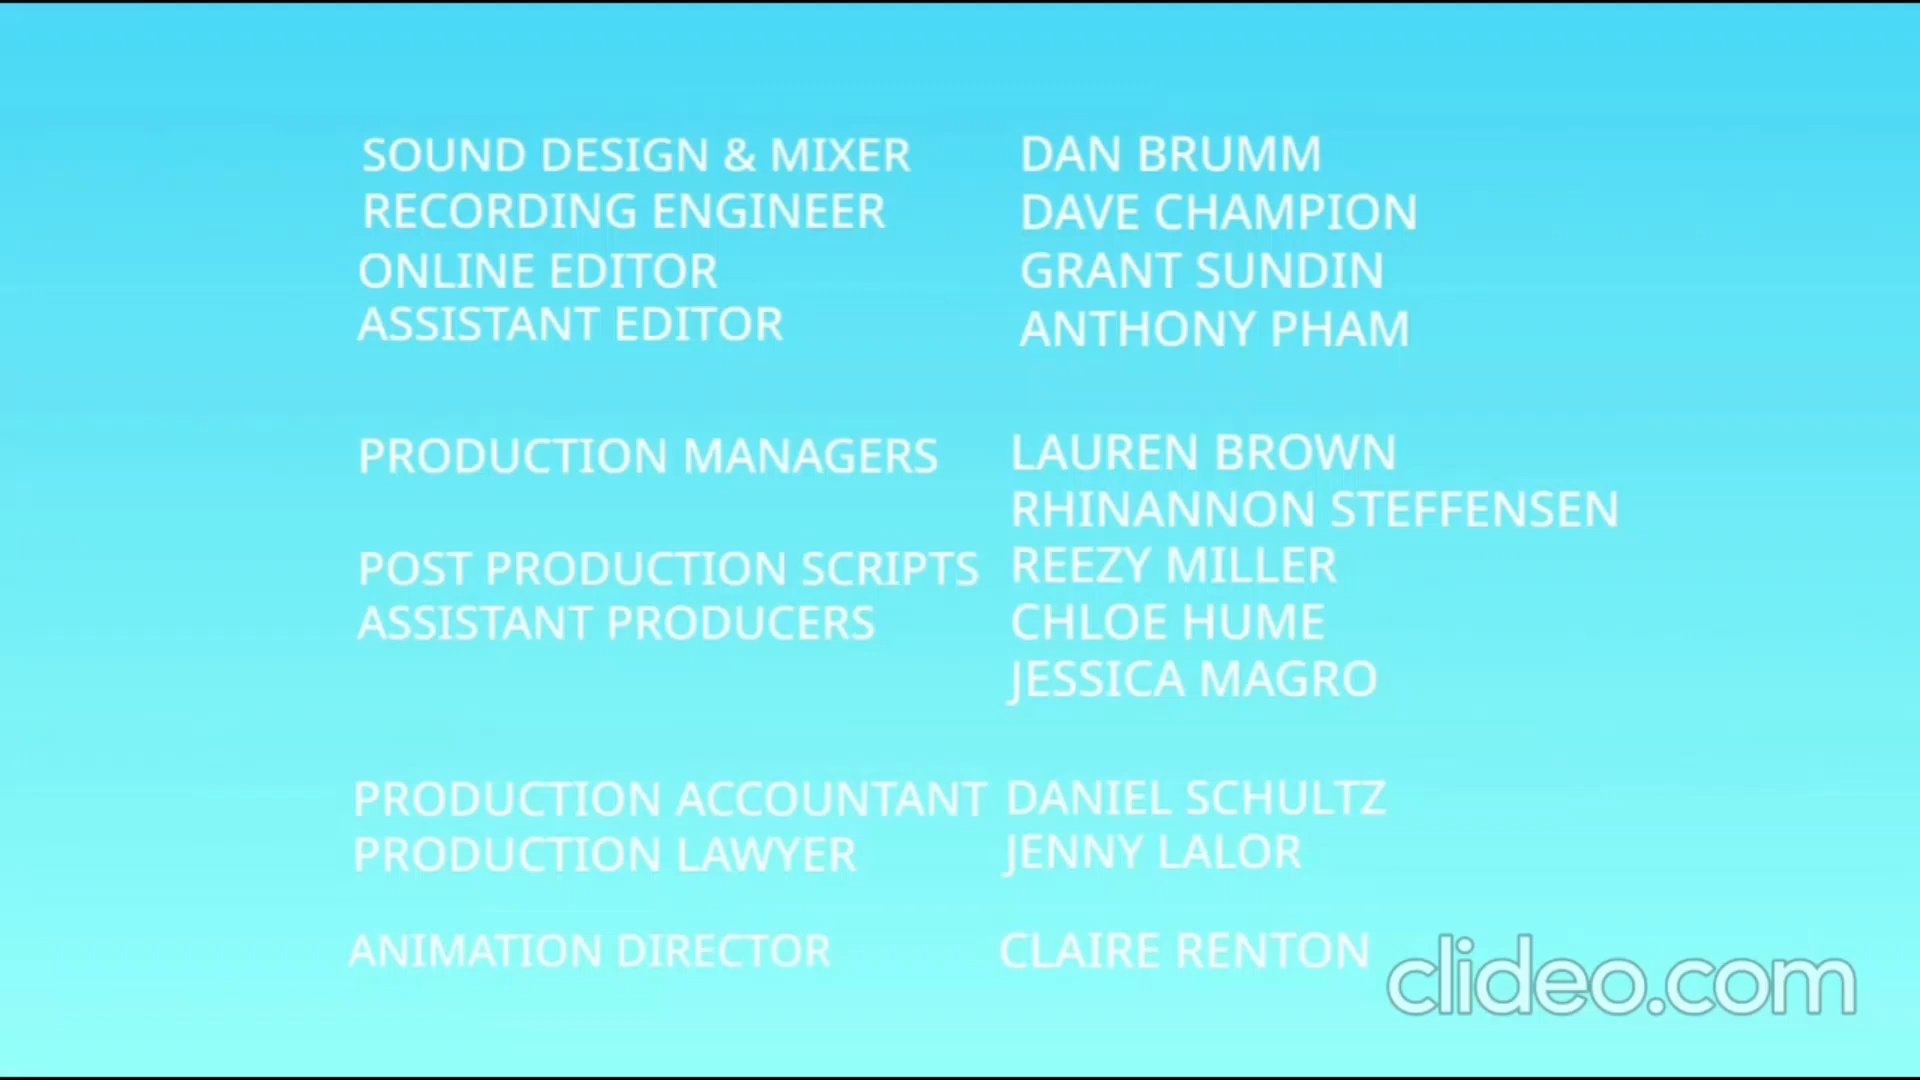 SOUND DESIGN & MIXER DAN BRUMM
RECORDING ENGINEER DAVE CHAMPION
ONLINE EDITOR GRANT SUNDIN
ASSISTANT EDITOR ANTHONY PHAM
PRODUCTION MANAGERS LAUREN BROWN
RHINANNON STEFFENSEN
POST PRODUCTION SCRIPTS REEZY MILLER
ASSISTANT PRODUCERS CHLOE HUME
JESSICA MAGRO
PRODUCTION ACCOUNTANT DANIEL SCHULTZ
PRODUCTION LAWYER JENNY LALOR
ANIMATION DIRECTOR CLAIRE RENTON
clideo.com